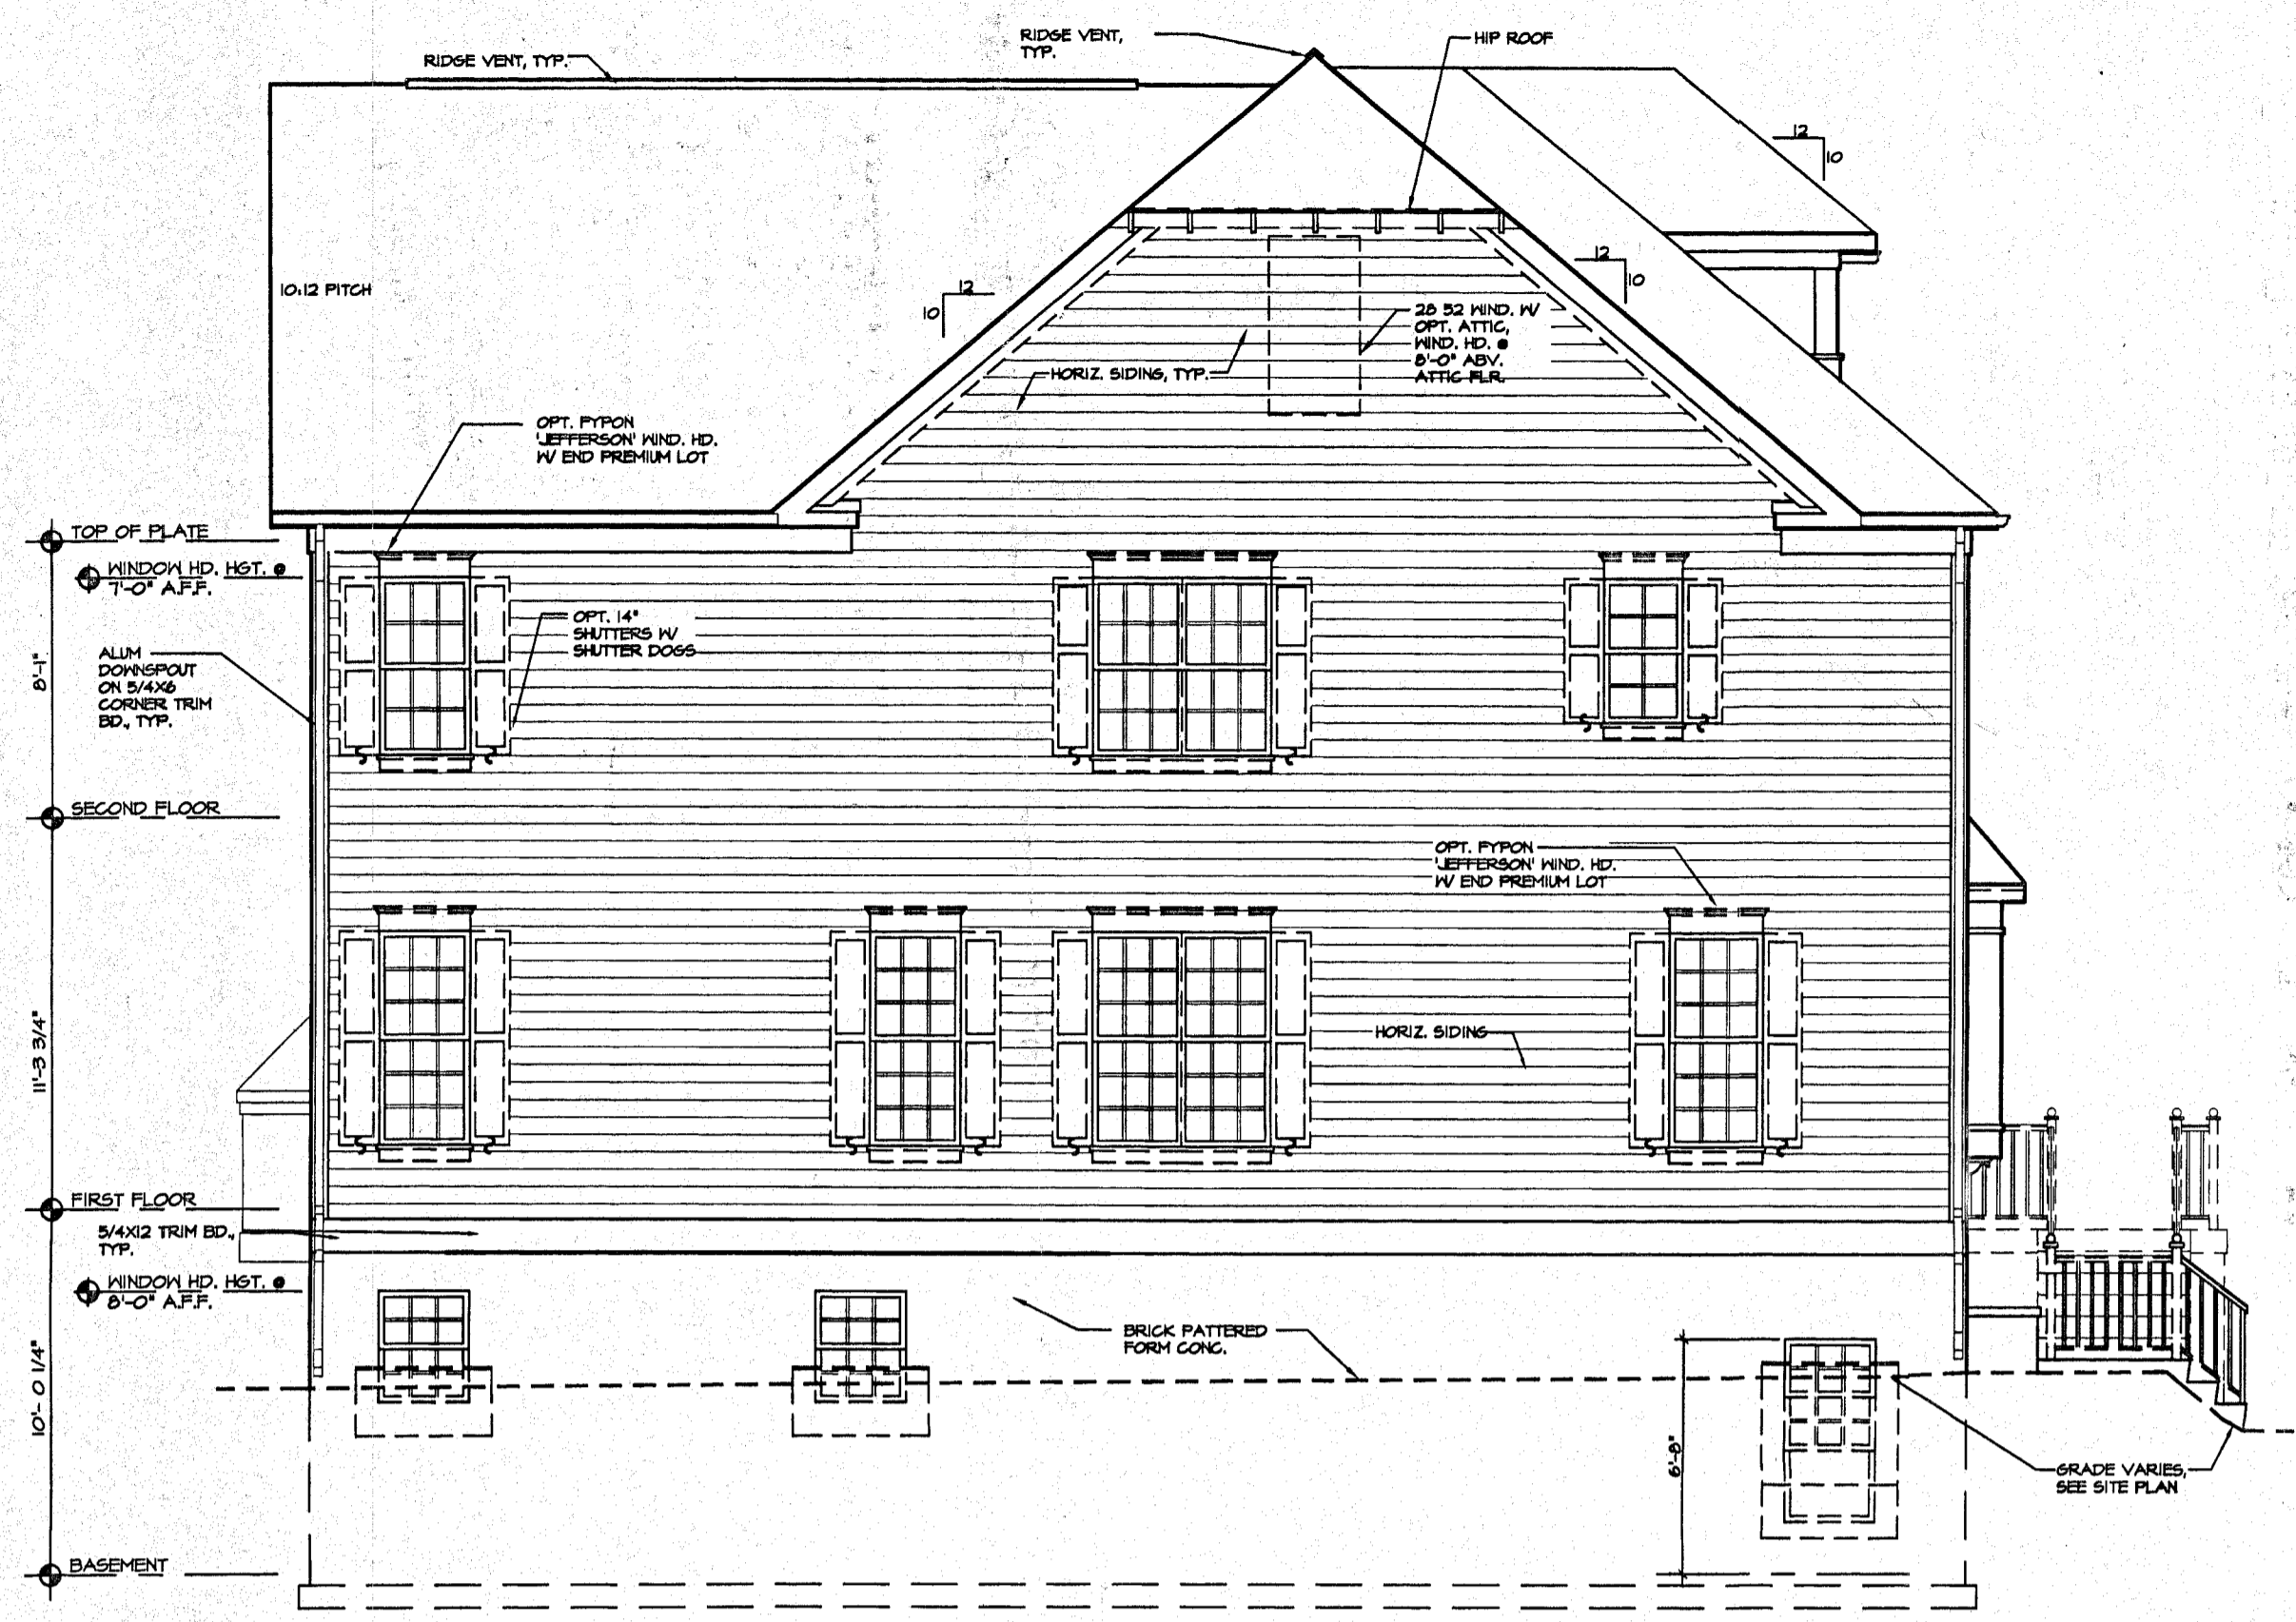 RIDGE VENT, TYP.
RIDGE VENT,
TYP.
HIP ROOF
12
10
10:12 PITCH
12
10
12
10
28 52 WIND. W/
OPT. ATTIC,
WIND. HD. @
8'-0" ABV.
ATTIC FLR.
HORIZ. SIDING, TYP.
OPT. FYPON
'JEFFERSON' WIND. HD.
W/ END PREMIUM LOT
TOP OF PLATE
WINDOW HD. HGT. @
7'-0" A.F.F.
OPT. 14"
SHUTTERS W/
SHUTTER DOGS
8'-1"
ALUM
DOWNSPOUT
ON 5/4X6
CORNER TRIM
BD., TYP.
SECOND FLOOR
OPT. FYPON
'JEFFERSON' WIND. HD.
W/ END PREMIUM LOT
11'-3 3/4"
HORIZ. SIDING
FIRST FLOOR
5/4X12 TRIM BD.,
TYP.
WINDOW HD. HGT. @
8'-0" A.F.F.
BRICK PATTERED
FORM CONC.
10'- 0 1/4"
6'-8"
GRADE VARIES,
SEE SITE PLAN
BASEMENT